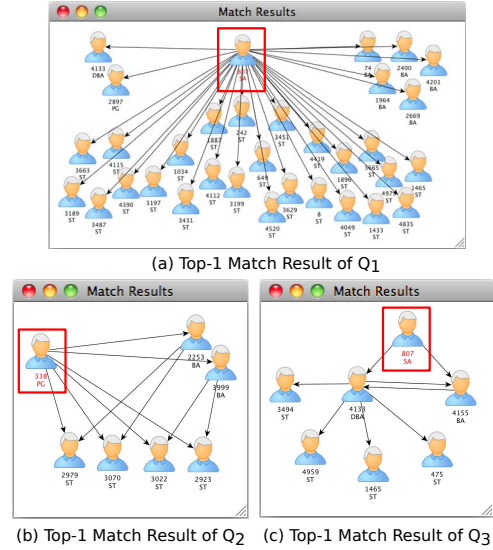 Match Results
4133
DBA
2897
PG
807
SA
74
BA
2400
BA
4201
BA
1964
BA
2669
BA
3663
ST
4115
ST
1034
ST
1887
ST
242
ST
3451
ST
4419
ST
1896
ST
3665
ST
1465
ST
3189
ST
3487
ST
4390
ST
3197
ST
3431
ST
4112
ST
3199
ST
649
ST
4520
ST
3629
ST
8
ST
4049
ST
1433
ST
4835
ST
(a) Top-1 Match Result of Q1
Match Results
338
PG
2253
BA
3999
BA
2979
ST
3070
ST
3022
ST
2923
ST
(b) Top-1 Match Result of Q2
Match Results
807
SA
3494
ST
4133
DBA
4155
BA
4959
ST
1465
ST
475
ST
(c) Top-1 Match Result of Q3